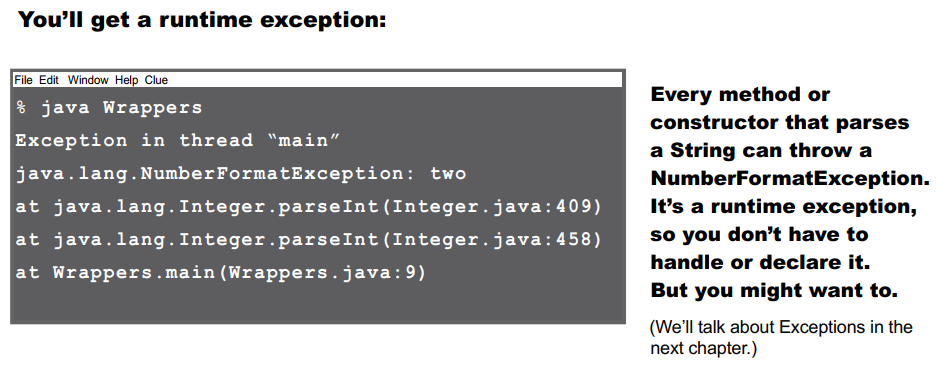 You’ll get a runtime exception:
File Edit Window Help Clue
% java Wrappers
Exception in thread “main”
java.lang.NumberFormatException: two
at java.lang.Integer.parseInt(Integer.java:409)
at java.lang.Integer.parseInt(Integer.java:458)
at Wrappers.main(Wrappers.java:9)
Every method or
constructor that parses
a String can throw a
NumberFormatException.
It’s a runtime exception,
so you don’t have to
handle or declare it.
But you might want to.
(We’ll talk about Exceptions in the
next chapter.)